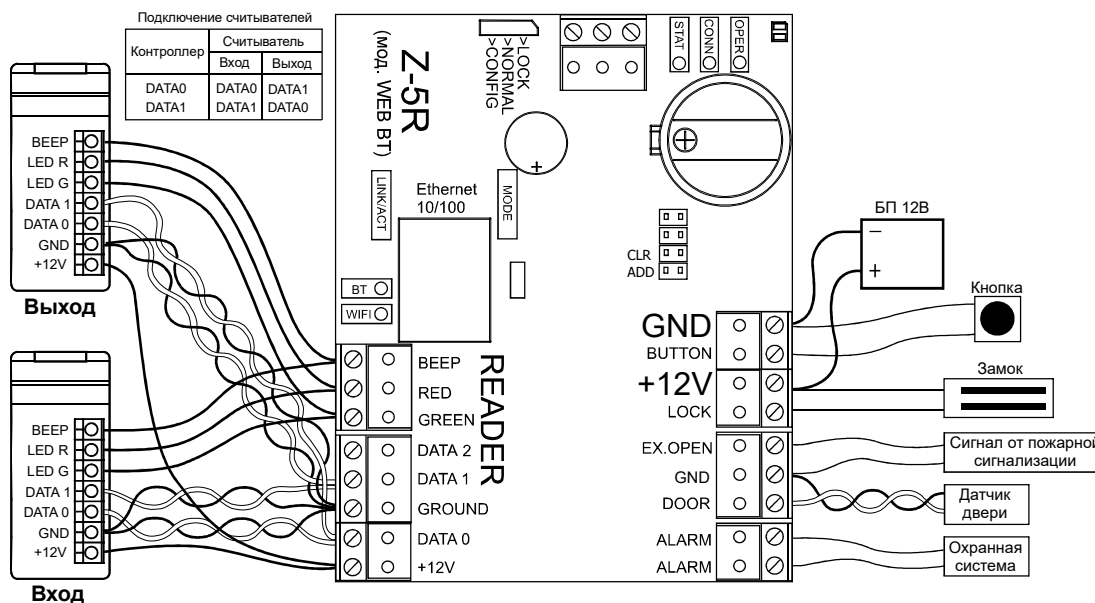 Подключение считывателей
Контроллер
Считыватель
Вход
Выход
DATA0 DATA0 DATA1
DATA1 DATA1 DATA0
BEEP
LED R
LED G
DATA 1
DATA 0
GND
+12V
Выход
BEEP
LED R
LED G
DATA 1
DATA 0
GND
+12V
Вход
Z-5R
(мод. WEB BT)
>LOCK
>NORMAL
>CONFIG
STAT
CONN
OPER
LINK/ACT
Ethernet
10/100
MODE
BT
WIFI
CLR
ADD
READER
BEEP
RED
GREEN
DATA 2
DATA 1
GROUND
DATA 0
+12V
GND
BUTTON
+12V
LOCK
EX.OPEN
GND
DOOR
ALARM
ALARM
БП 12В
−
+
Кнопка
Замок
Сигнал от пожарной
сигнализации
Датчик
двери
Охранная
система
+